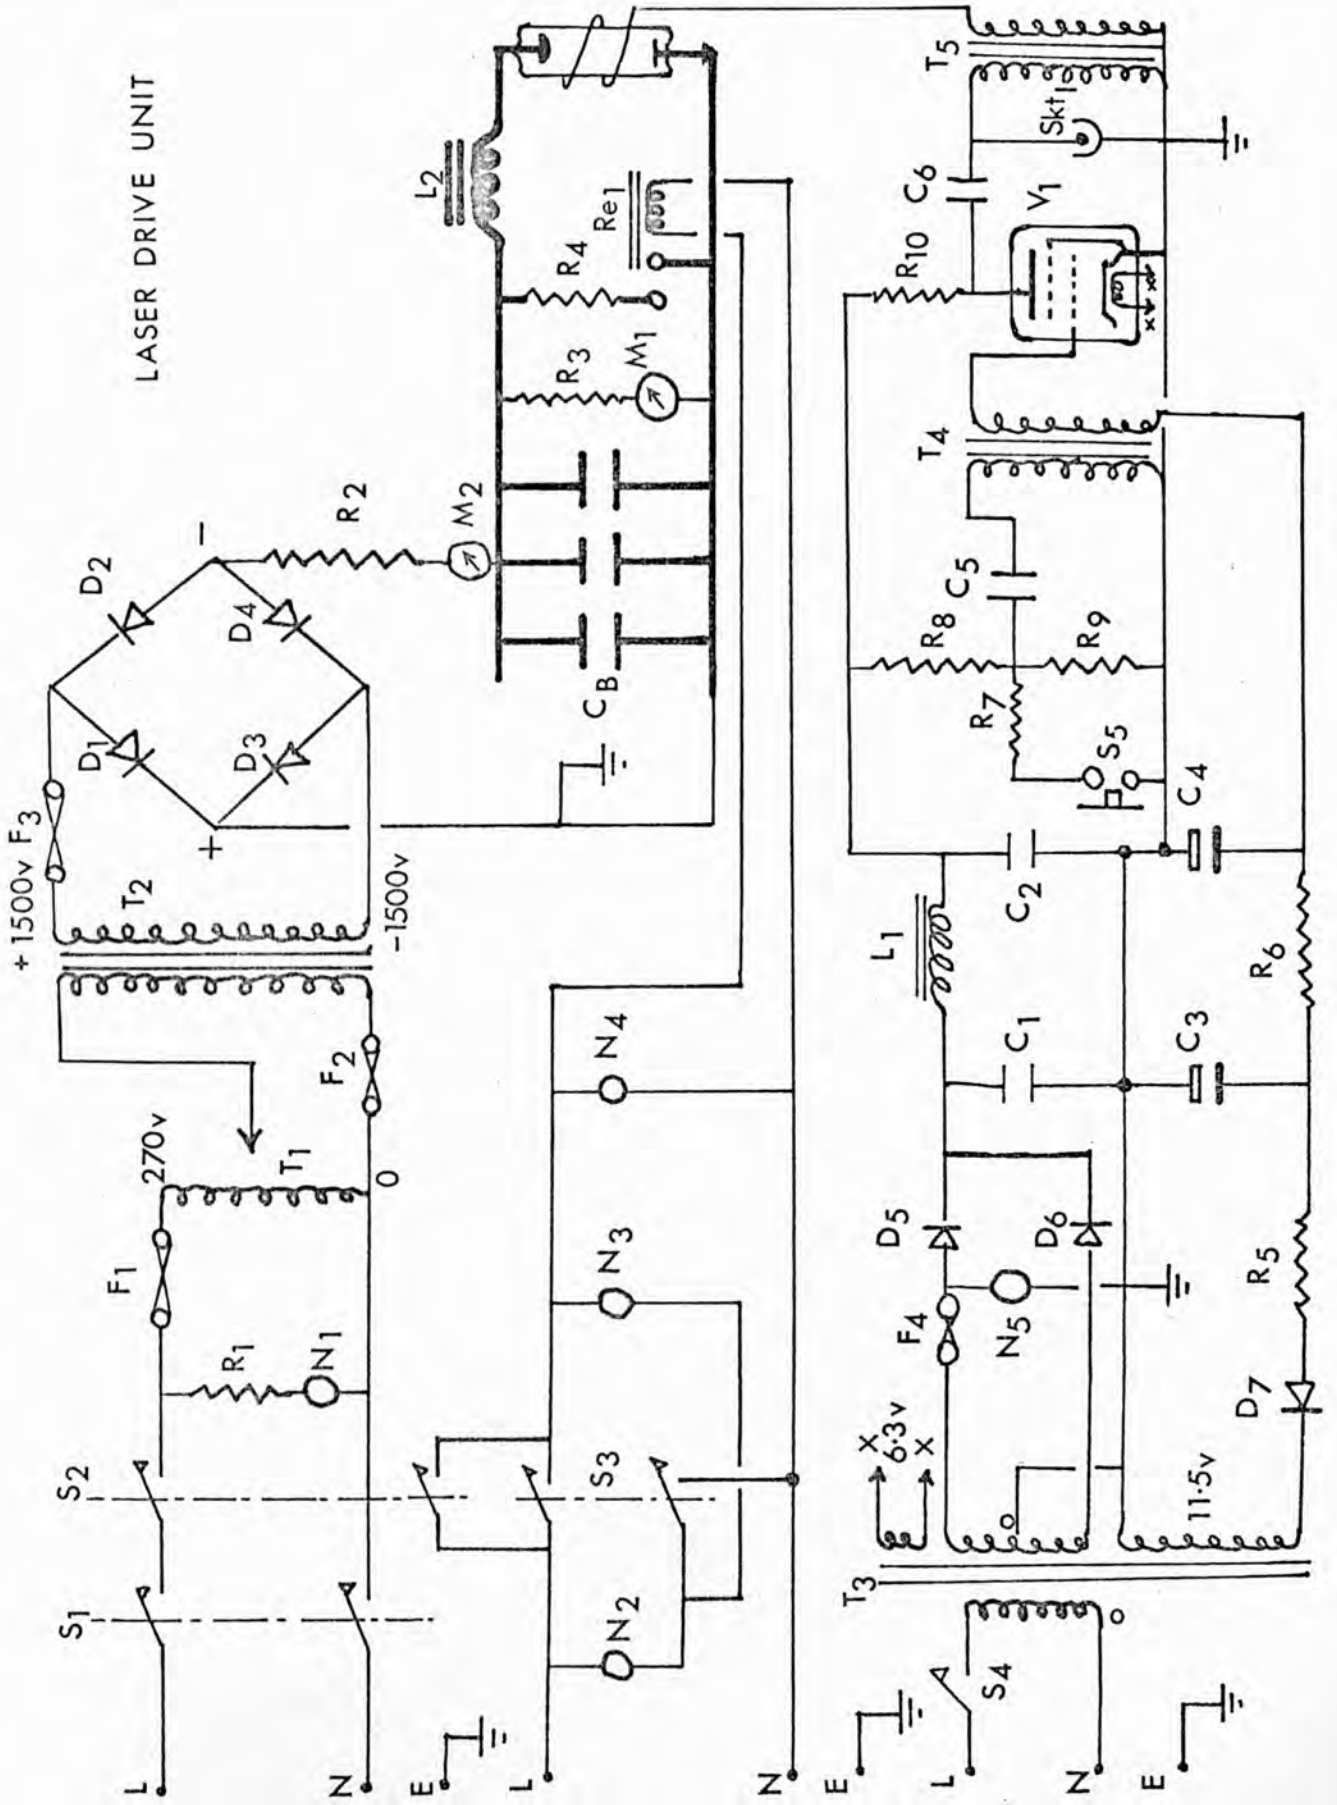 LASER DRIVE UNIT
S1
S2
R1
N1
F1
270v
T1
0
F2
+1500v
F3
T2
-1500v
D1
D2
D3
D4
+
−
R2
M2
CB
R3
M1
R4
Re1
L2
L
N
E
L
N
N2
S3
N3
N4
E
L
N
E
S4
T3
0
X
6·3v
X
0
11·5v
F4
N5
D5
D6
D7
R5
C1
C3
L1
C2
C4
R6
S5
R7
R8
R9
C5
T4
R10
V1
x
x
C6
Skt1
T5